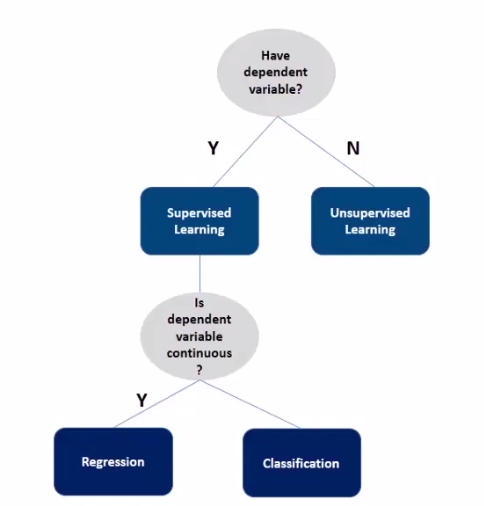 Have
dependent
variable?
Y
N
Supervised
Learning
Unsupervised
Learning
Is
dependent
variable
continuous
?
Y
Regression
Classification